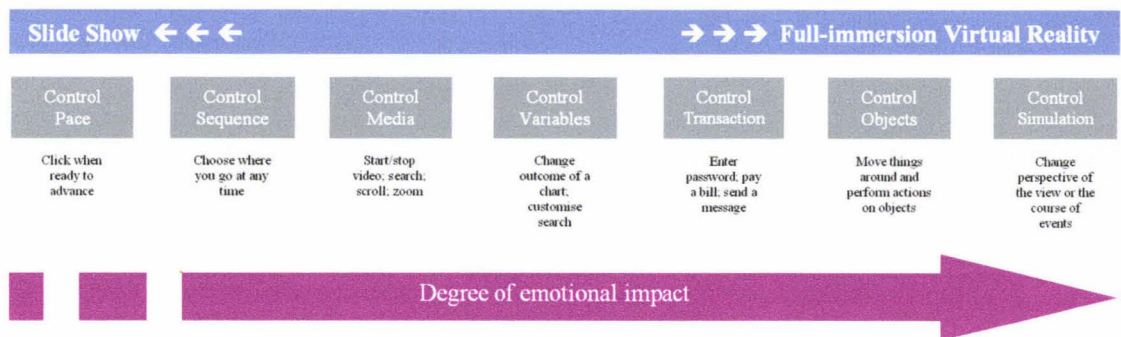 Slide Show ← ← ←
→ → → Full-immersion Virtual Reality
Control
Pace
Control
Sequence
Control
Media
Control
Variables
Control
Transaction
Control
Objects
Control
Simulation
Click when
ready to
advance
Choose where
you go at any
time
Start/stop
video; search;
scroll; zoom
Change
outcome of a
chart;
customise
search
Enter
password; pay
a bill; send a
message
Move things
around and
perform actions
on objects
Change
perspective of
the view or the
course of
events
Degree of emotional impact